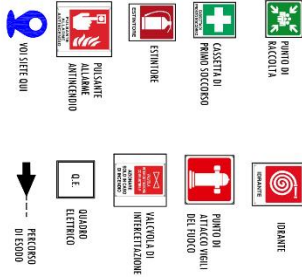 VOI SIETE QUI
PULSANTE
ALLARME
ANTINCENDIO
ESTINTORE
ESTINTORE
CASSETTA DI
PRIMO SOCCORSO
PUNTO DI
RACCOLTA
PERCORSO
DI ESODO
Q.E.
QUADRO
ELETTRICO
VALCVOLA DI
INTERCETTAZIONE
PUNTO DI
ATTACCO VIGILI
DEL FUOCO
IDRANTE
IDRANTE